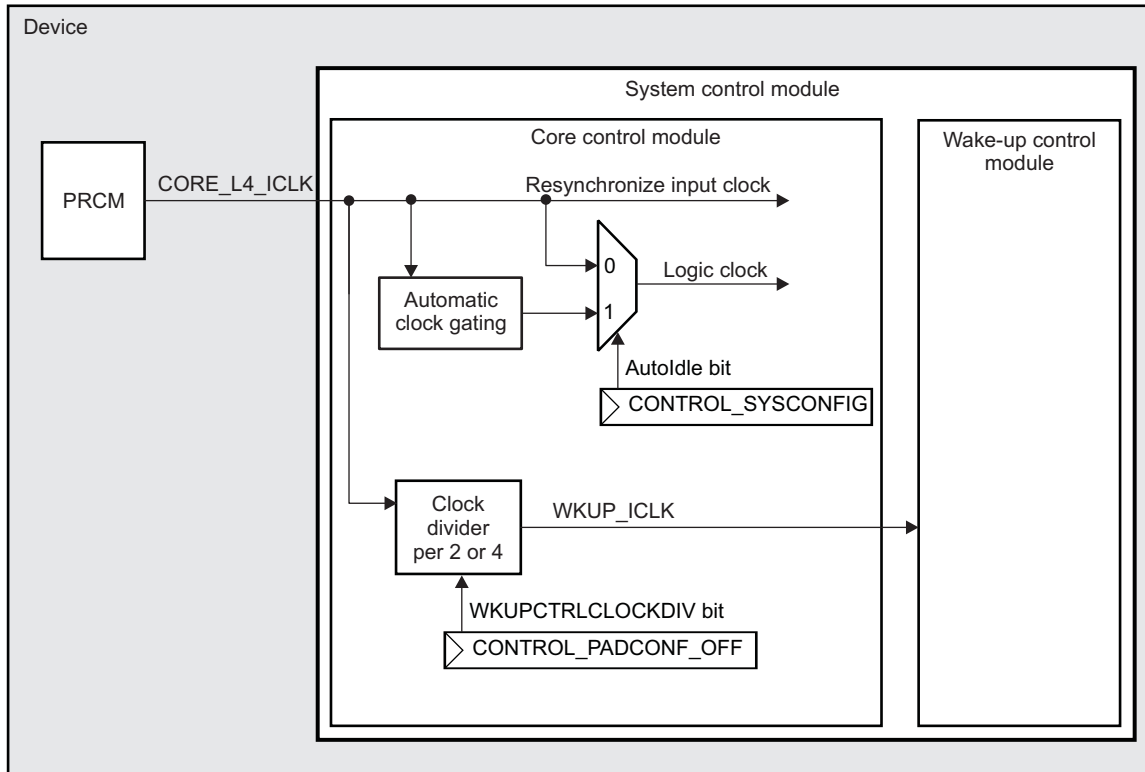 Device
System control module
Core control module
Wake-up control
module
PRCM
CORE_L4_ICLK
Resynchronize input clock
0
Logic clock
Automatic
clock gating
1
AutoIdle bit
CONTROL_SYSCONFIG
Clock
divider
per 2 or 4
WKUP_ICLK
WKUPCTRLCLOCKDIV bit
CONTROL_PADCONF_OFF